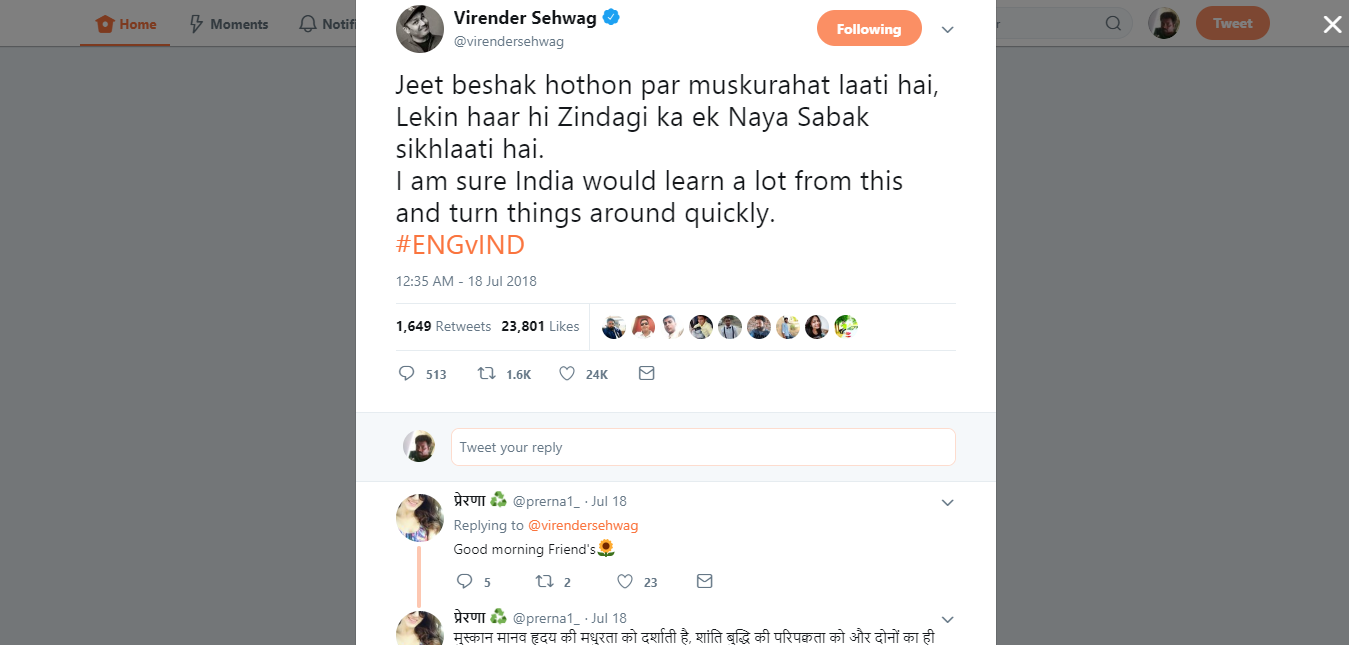 Home Moments Notifi Tweet
Virender Sehwag
@virendersehwag
Following
Jeet beshak hothon par muskurahat laati hai,
Lekin haar hi Zindagi ka ek Naya Sabak
sikhlaati hai.
I am sure India would learn a lot from this
and turn things around quickly.
#ENGvIND
12:35 AM - 18 Jul 2018
1,649 Retweets 23,801 Likes
513 1.6K 24K
Tweet your reply
प्रेरणा @prerna1_ · Jul 18
Replying to @virendersehwag
Good morning Friend's🌻
5 2 23
प्रेरणा @prerna1_ · Jul 18
मुस्कान मानव हृदय की मधुरता को दर्शाती है, शांति बुद्धि की परिपक्वता को और दोनों का ही